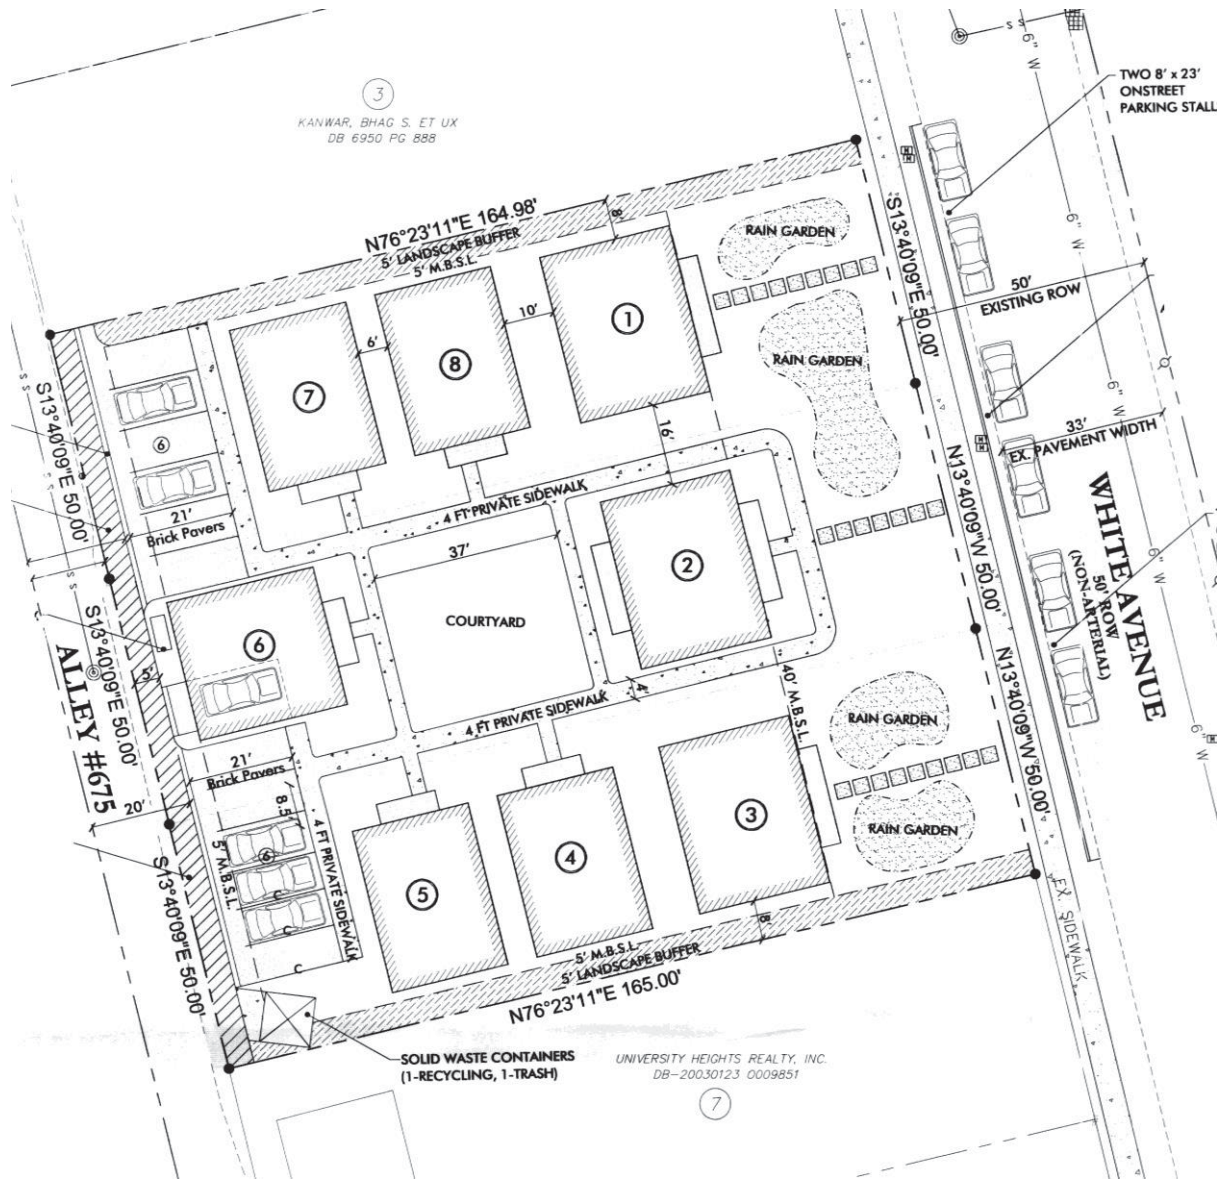 S S
6" W
TWO 8' x 23'
ONSTREET
PARKING STALL
3
KANWAR, BHAG S. ET UX
DB 6950 PG 888
N76°23'11"E 164.98'
5' LANDSCAPE BUFFER
5' M.B.S.L.
8'
RAIN GARDEN
S13°40'09"E 50.00'
6" W
50'
EXISTING ROW
10'
1
6'
8
7
RAIN GARDEN
S13°40'09"E 50.00'
6
6" W
33'
EX. PAVEMENT WIDTH
16'
21'
Brick Pavers
4 FT PRIVATE SIDEWALK
N13°40'09"W 50.00'
WHITE AVENUE
50' ROW
(NON-ARTERIAL)
6" W
37'
2
COURTYARD
S13°40'09"E 50.00'
6
5'
ALLEY #675
4'
40' M.B.S.L.
4 FT PRIVATE SIDEWALK
RAIN GARDEN
N13°40'09"W 50.00'
6" W
21'
Brick Pavers
20'
8.5'
4 FT PRIVATE SIDEWALK
5' M.B.S.L.
6
C
C
C
3
4
5
RAIN GARDEN
S13°40'09"E 50.00'
8'
5' M.B.S.L.
5' LANDSCAPE BUFFER
N76°23'11"E 165.00'
EX. SIDEWALK
SOLID WASTE CONTAINERS
(1-RECYCLING, 1-TRASH)
UNIVERSITY HEIGHTS REALTY, INC.
DB-20030123 0009851
7